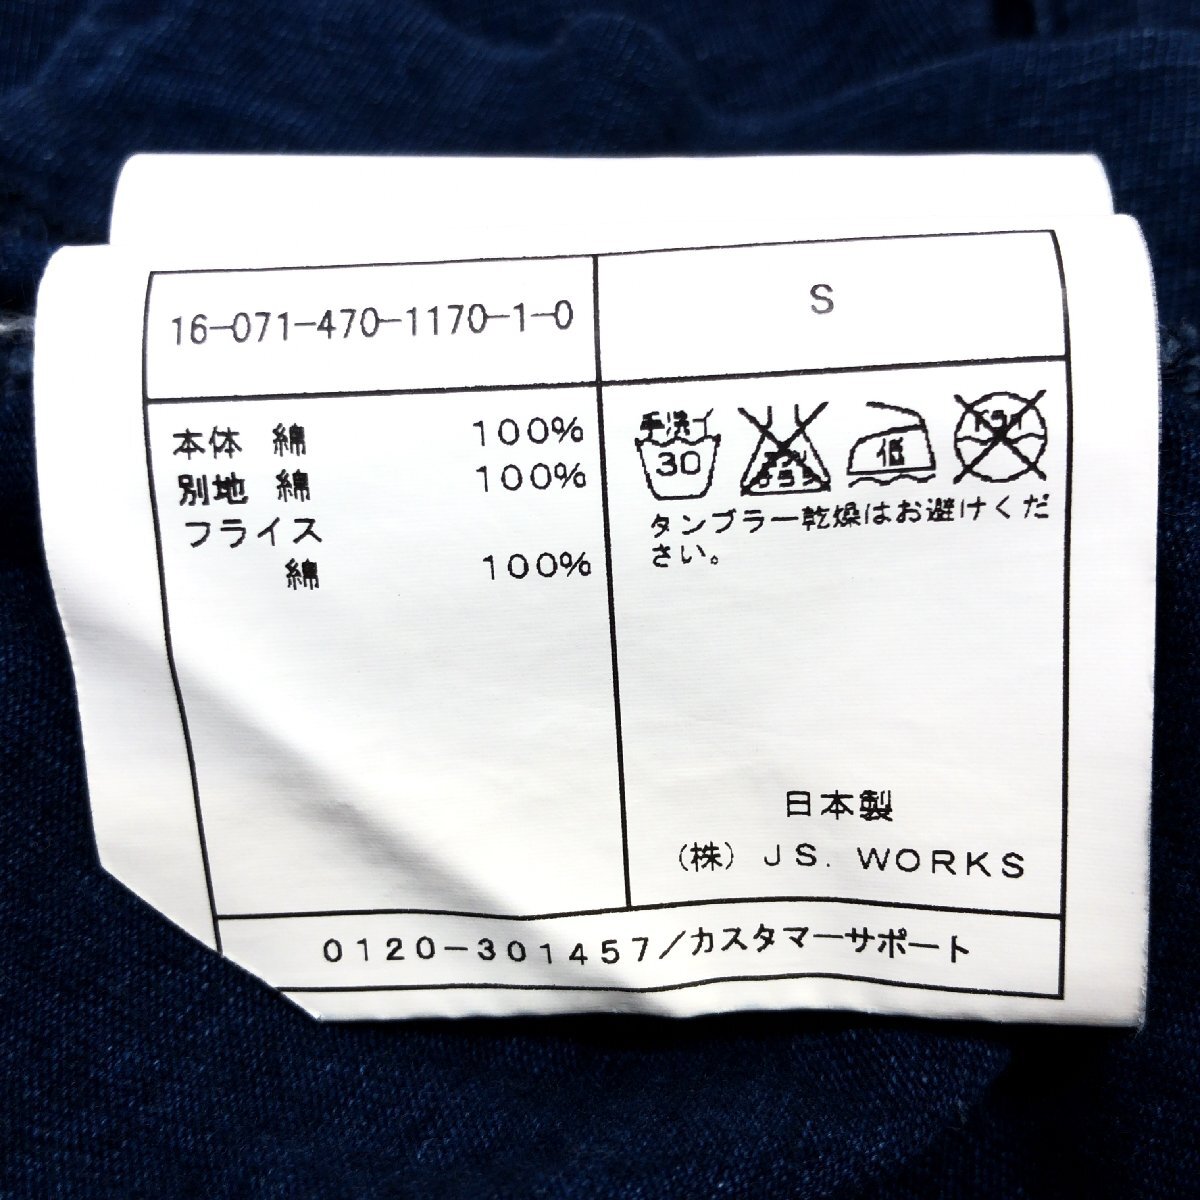 16-071-470-1170-1-0
S
本体 綿 100%
別地 綿 100%
フライス
綿 100%
手洗イ
30
低
ドライ
タンブラー乾燥はお避けくだ
さい。
日本製
(株) JS. WORKS
0120-301457/カスタマーサポート